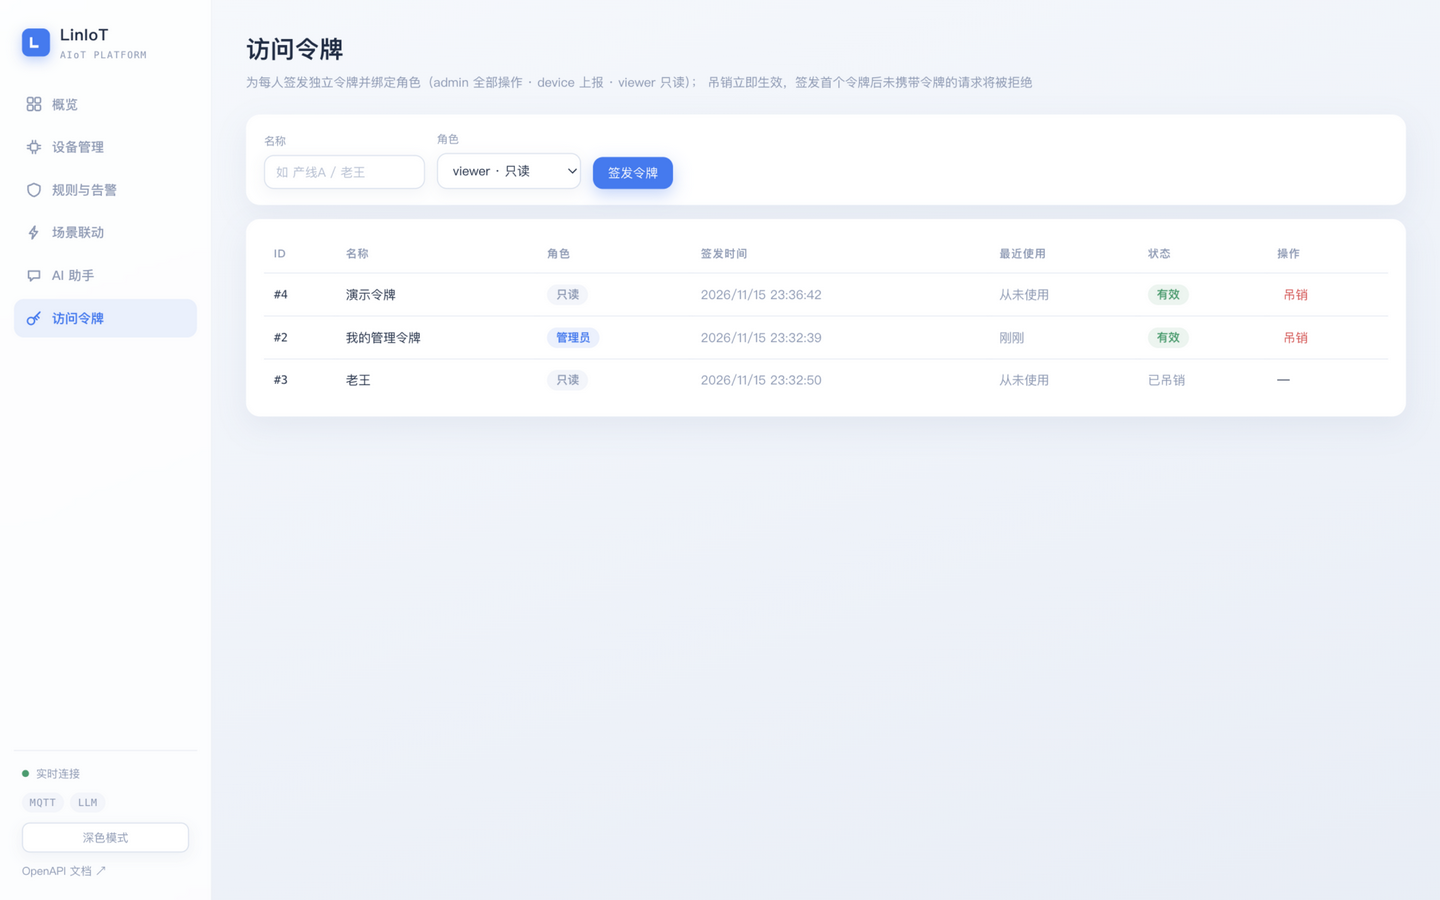 LinIoT
AIoT PLATFORM
概览
设备管理
规则与告警
场景联动
AI 助手
访问令牌
实时连接
MQTT LLM
深色模式
OpenAPI 文档 ↗
访问令牌
为每人签发独立令牌并绑定角色（admin 全部操作 · device 上报 · viewer 只读）； 吊销立即生效，签发首个令牌后未携带令牌的请求将被拒绝
名称 角色
如 产线A / 老王 viewer · 只读 签发令牌
ID 名称 角色 签发时间 最近使用 状态 操作
#4 演示令牌 只读 2026/11/15 23:36:42 从未使用 有效 吊销
#2 我的管理令牌 管理员 2026/11/15 23:32:39 刚刚 有效 吊销
#3 老王 只读 2026/11/15 23:32:50 从未使用 已吊销 —